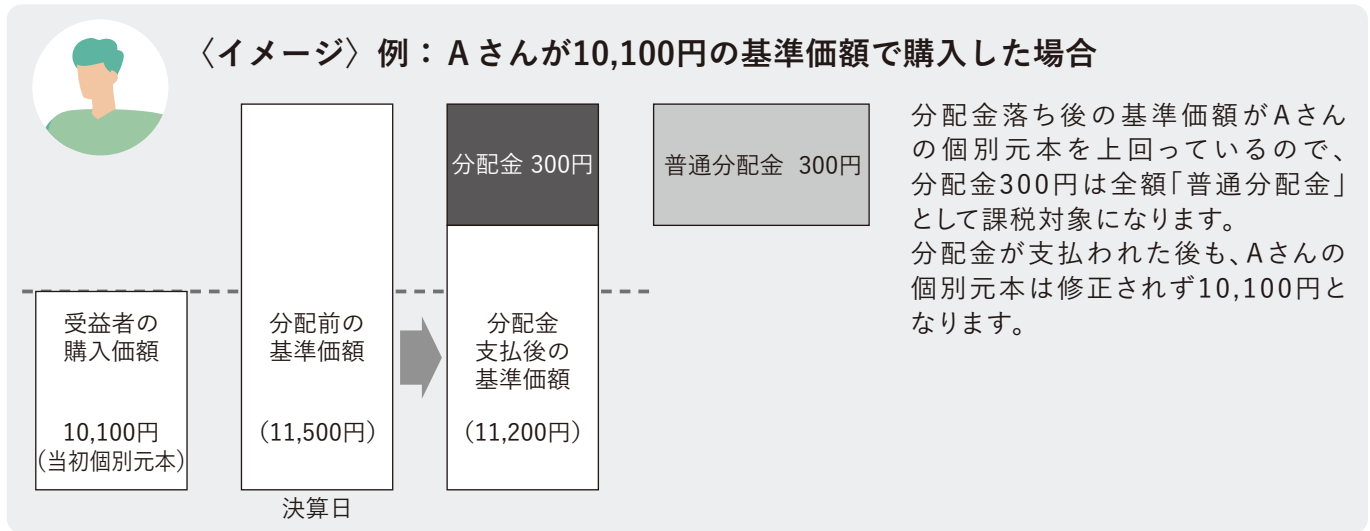 〈イメージ〉例：Aさんが10,100円の基準価額で購入した場合
分配金 300円
普通分配金 300円
分配金落ち後の基準価額がAさん
の個別元本を上回っているので、
分配金300円は全額「普通分配金」
として課税対象になります。
分配金が支払われた後も、Aさんの
個別元本は修正されず10,100円と
なります。
受益者の
購入価額
10,100円
(当初個別元本)
分配前の
基準価額
（11,500円）
分配金
支払後の
基準価額
（11,200円）
決算日